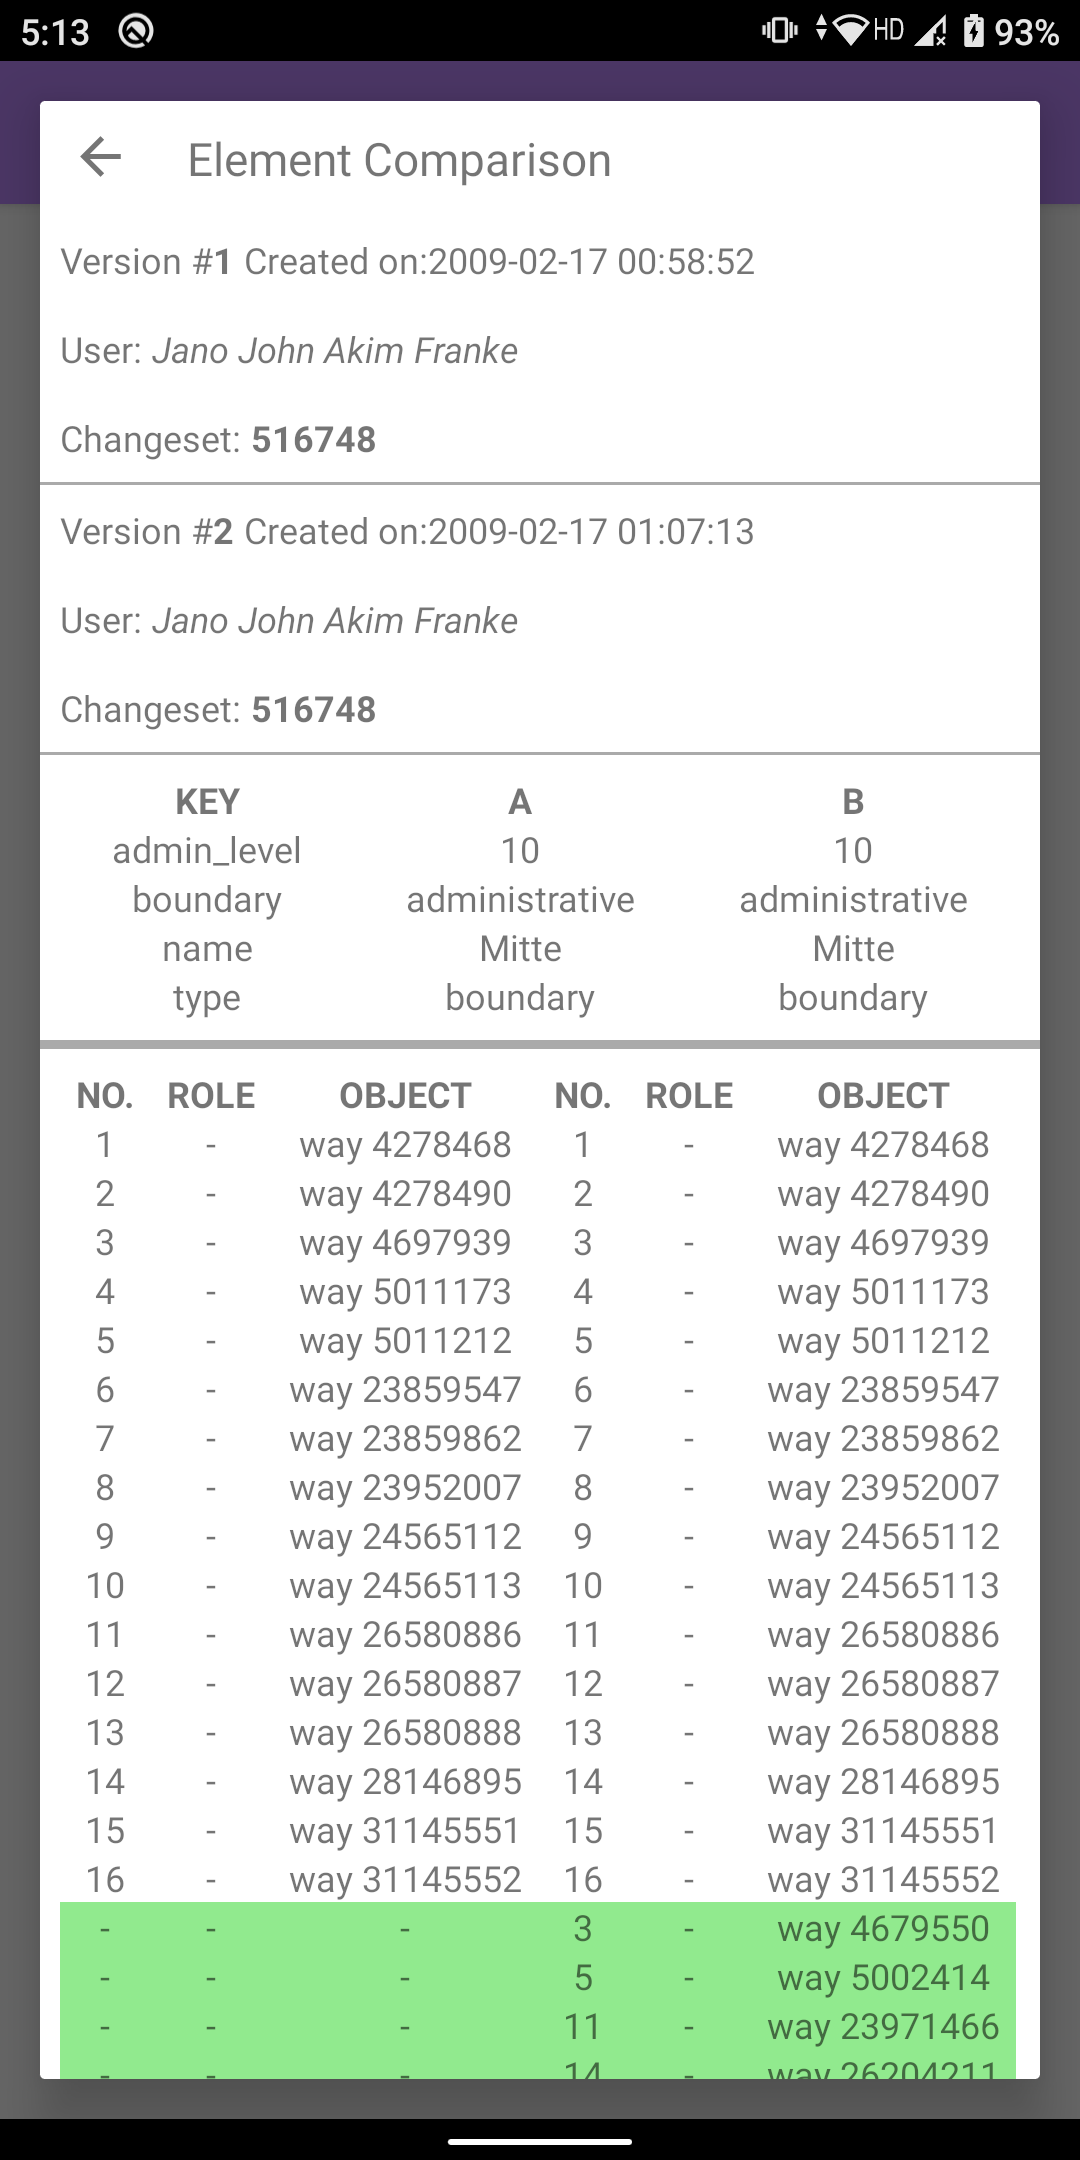 5:13 HD 93%
Element Comparison
Version #1 Created on:2009-02-17 00:58:52
User: Jano John Akim Franke
Changeset: 516748
Version #2 Created on:2009-02-17 01:07:13
User: Jano John Akim Franke
Changeset: 516748
KEY A B
admin_level 10 10
boundary administrative administrative
name Mitte Mitte
type boundary boundary
NO. ROLE OBJECT NO. ROLE OBJECT
1 - way 4278468 1 - way 4278468
2 - way 4278490 2 - way 4278490
3 - way 4697939 3 - way 4697939
4 - way 5011173 4 - way 5011173
5 - way 5011212 5 - way 5011212
6 - way 23859547 6 - way 23859547
7 - way 23859862 7 - way 23859862
8 - way 23952007 8 - way 23952007
9 - way 24565112 9 - way 24565112
10 - way 24565113 10 - way 24565113
11 - way 26580886 11 - way 26580886
12 - way 26580887 12 - way 26580887
13 - way 26580888 13 - way 26580888
14 - way 28146895 14 - way 28146895
15 - way 31145551 15 - way 31145551
16 - way 31145552 16 - way 31145552
- - - 3 - way 4679550
- - - 5 - way 5002414
- - - 11 - way 23971466
- - - 14 - way 26204211